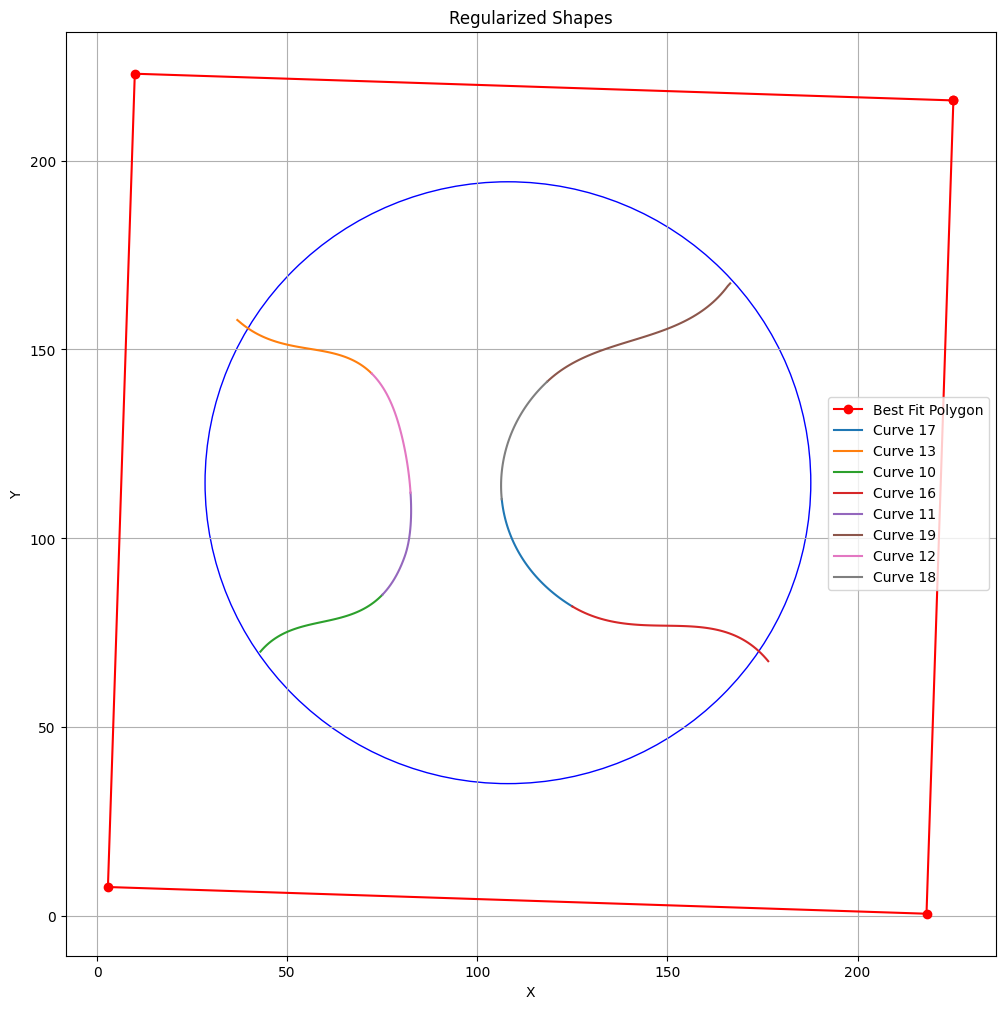 Regularized Shapes
200
150
100
50
0
Y
Best Fit Polygon
Curve 17
Curve 13
Curve 10
Curve 16
Curve 11
Curve 19
Curve 12
Curve 18
0 50 100 150 200
X